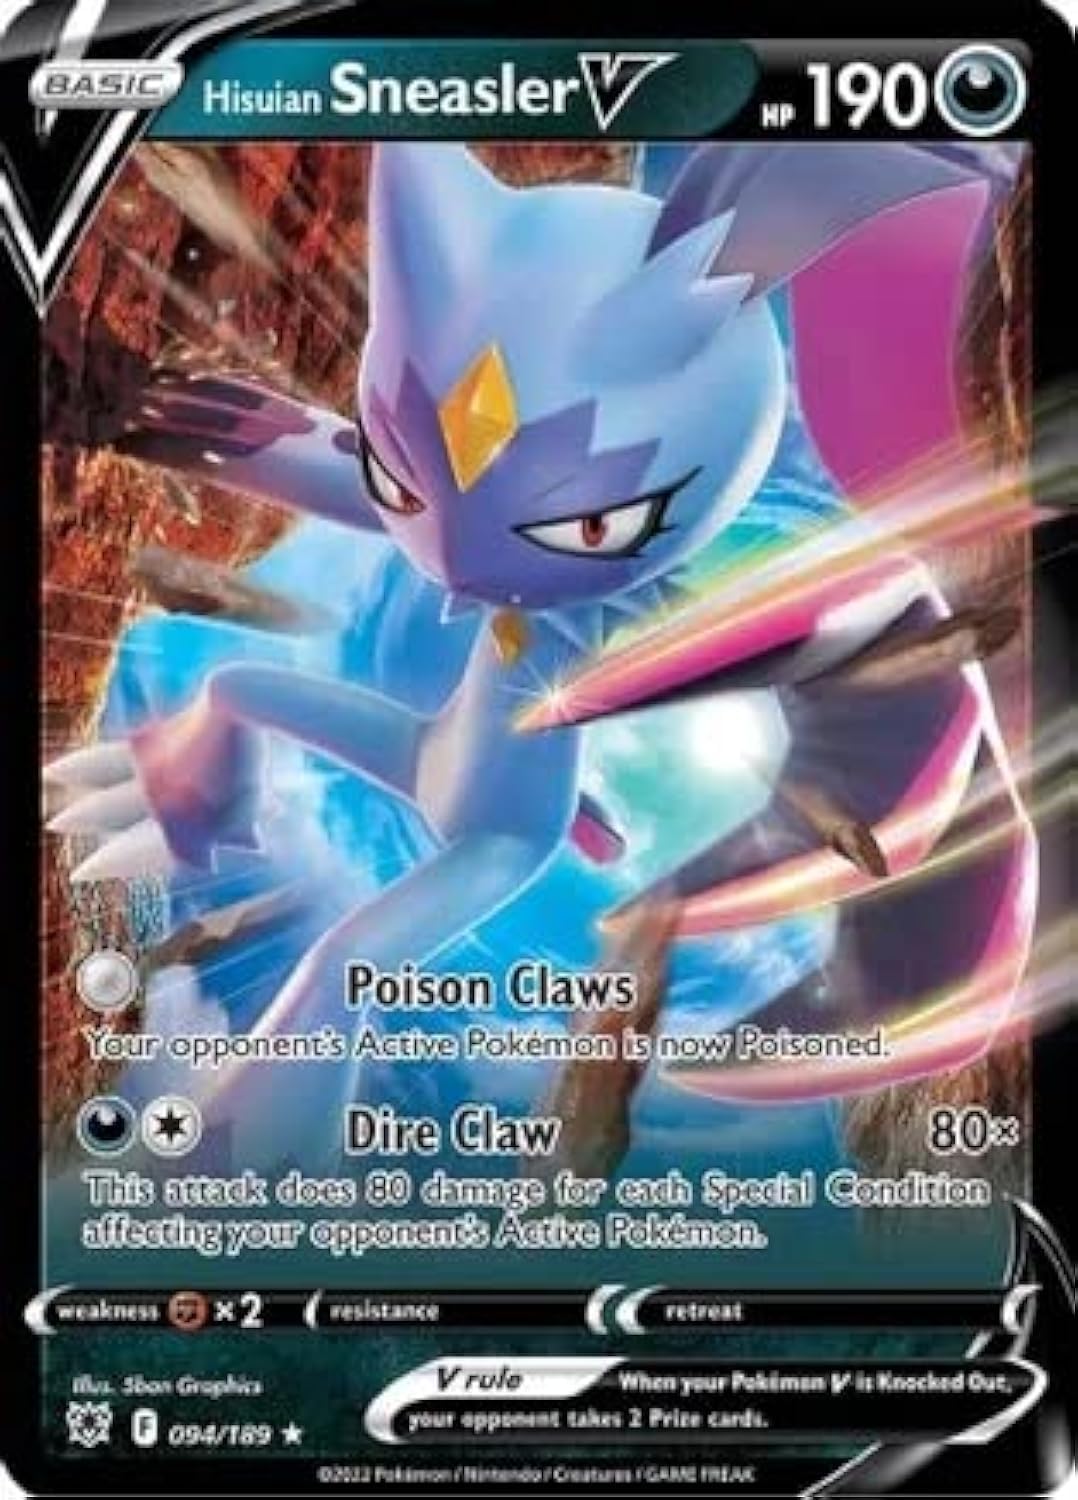 BASIC Hisuian Sneasler V HP 190
Poison Claws
Your opponent's Active Pokémon is now Poisoned.
Dire Claw 80×
This attack does 80 damage for each Special Condition
affecting your opponent's Active Pokémon.
weakness ×2 resistance retreat
Illus. 5ban Graphics
V rule When your Pokémon V is Knocked Out,
your opponent takes 2 Prize cards.
F 094/189
©2022 Pokémon / Nintendo / Creatures / GAME FREAK